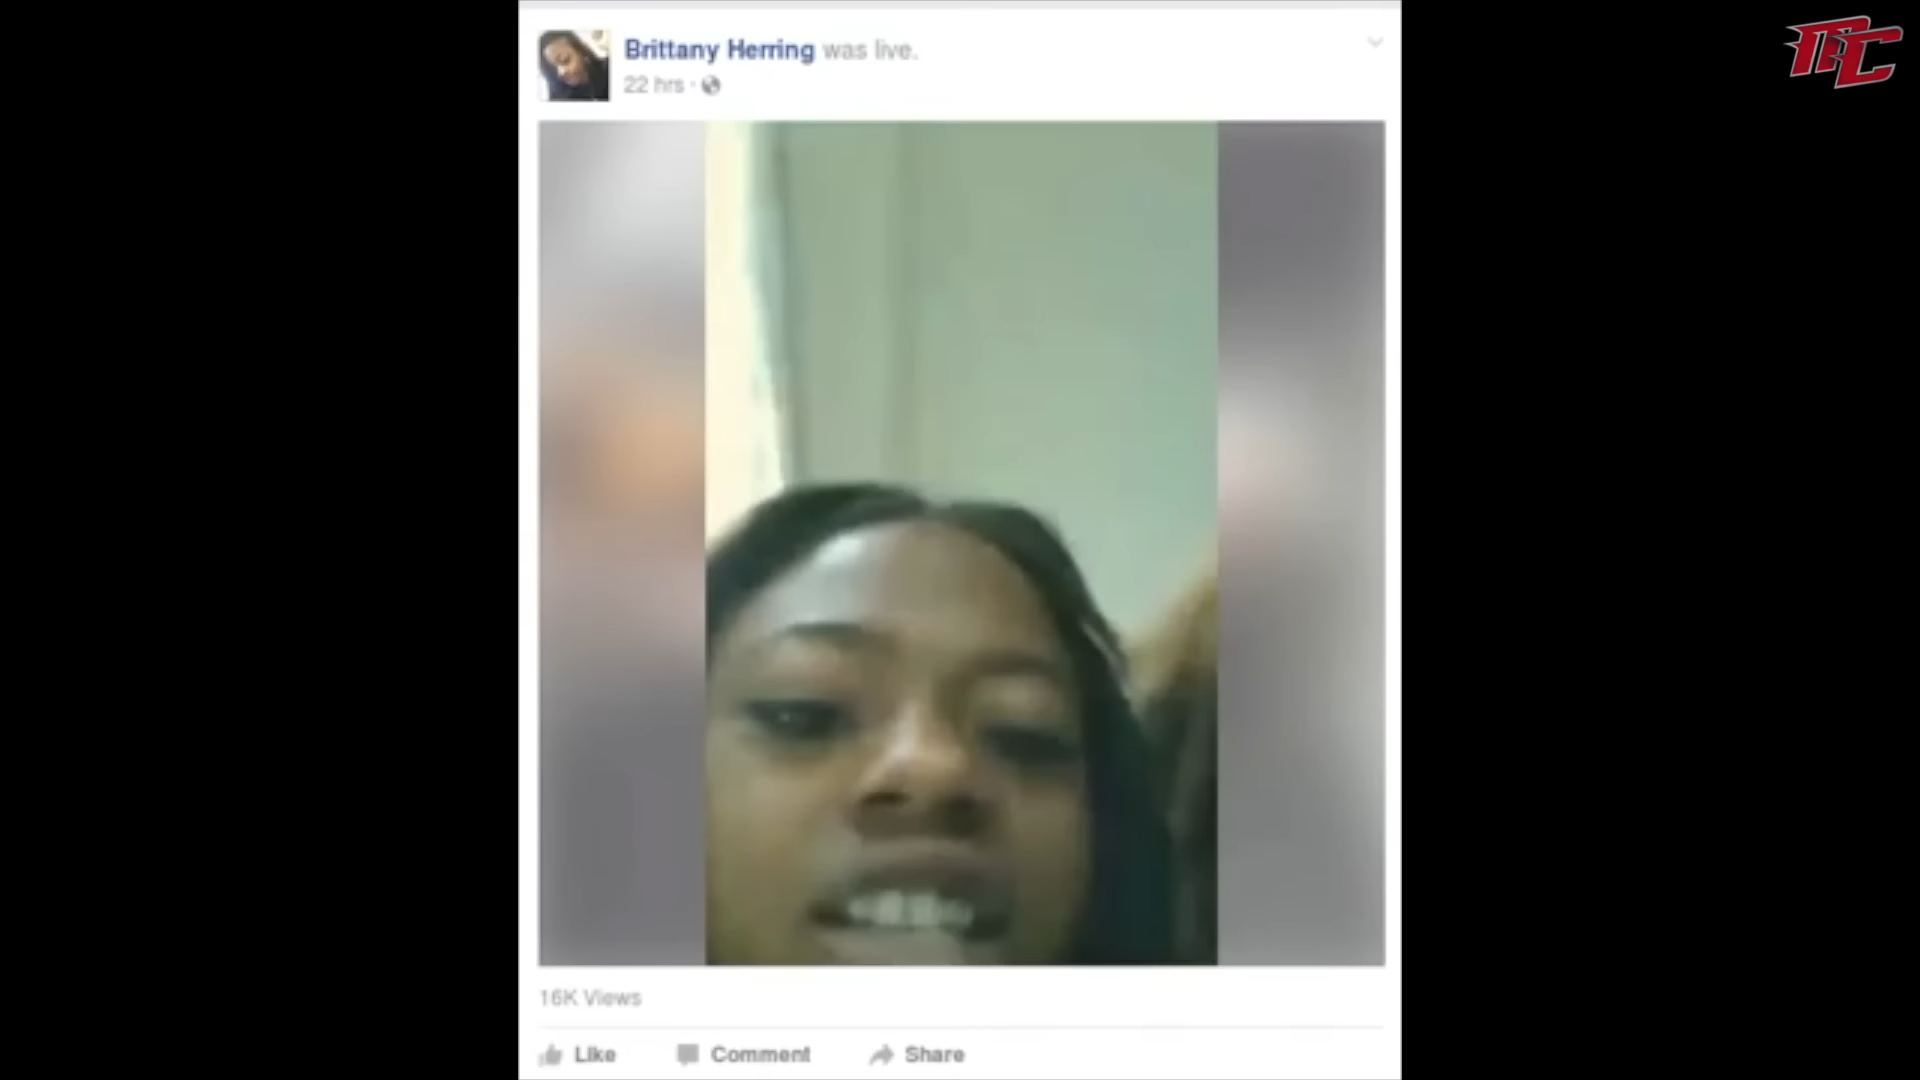 Brittany Herring was live.
22 hrs ·
16K Views
Like Comment Share